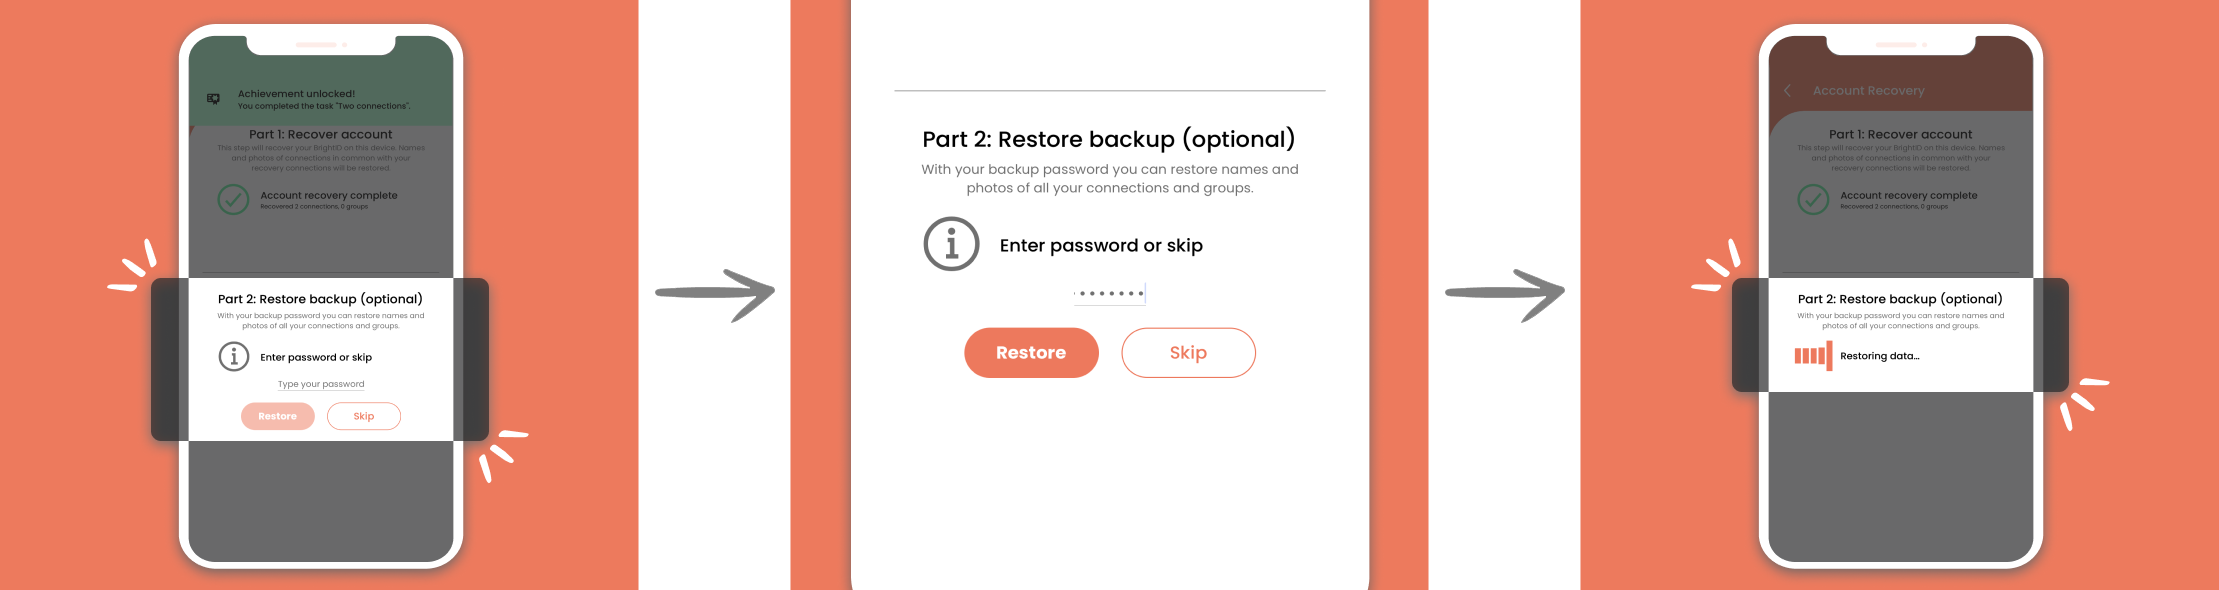 Achievement unlocked!
You completed the task "Two connections".
Part 1: Recover account
This step will recover your BrightID on this device. Names
and photos of connections in common with your
recovery connections will be restored.
Account recovery complete
Recovered 2 connections, 0 groups
Part 2: Restore backup (optional)
With your backup password you can restore names and
photos of all your connections and groups.
Enter password or skip
Type your password
Restore
Skip
Part 2: Restore backup (optional)
With your backup password you can restore names and
photos of all your connections and groups.
Enter password or skip
Restore
Skip
Account Recovery
Part 1: Recover account
This step will recover your BrightID on this device. Names
and photos of connections in common with your
recovery connections will be restored
Account recovery complete
Recovered 2 connections, 0 groups
Part 2: Restore backup (optional)
With your backup password you can restore names and
photos of all your connections and groups.
Restoring data...